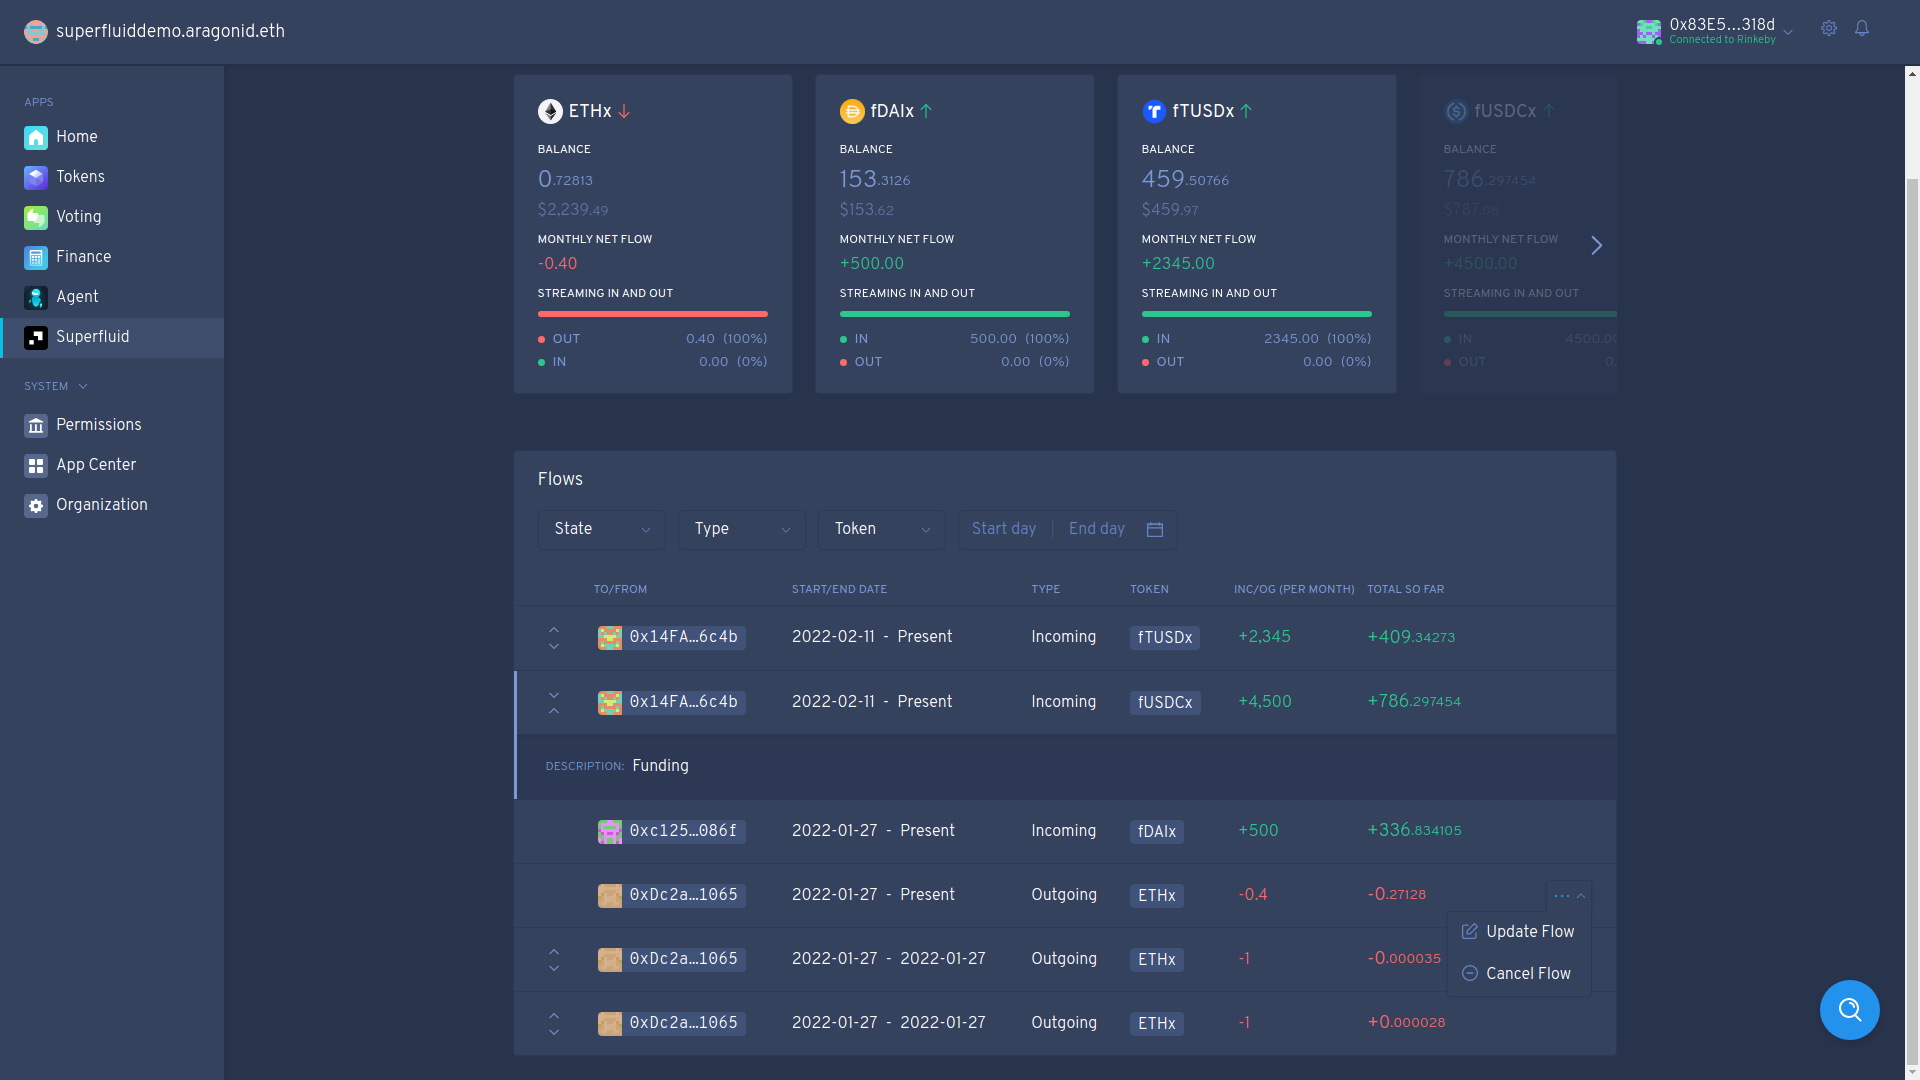 superfluiddemo.aragonid.eth
0x83E5...318d
Connected to Rinkeby
APPS
Home
Tokens
Voting
Finance
Agent
Superfluid
SYSTEM
Permissions
App Center
Organization
ETHx
BALANCE
0.72813
$2,239.49
MONTHLY NET FLOW
-0.40
STREAMING IN AND OUT
OUT 0.40 (100%)
IN 0.00 (0%)
fDAIx
BALANCE
153.3126
$153.62
MONTHLY NET FLOW
+500.00
STREAMING IN AND OUT
IN 500.00 (100%)
OUT 0.00 (0%)
fTUSDx
BALANCE
459.50766
$459.97
MONTHLY NET FLOW
+2345.00
STREAMING IN AND OUT
IN 2345.00 (100%)
OUT 0.00 (0%)
fUSDCx
BALANCE
786.297454
$787.08
MONTHLY NET FLOW
+4500.00
STREAMING IN AND OUT
IN 4500.00
OUT 0.
Flows
State Type Token Start day End day
TO/FROM START/END DATE TYPE TOKEN INC/OG (PER MONTH) TOTAL SO FAR
0x14FA…6c4b 2022-02-11 - Present Incoming fTUSDx +2,345 +409.34273
0x14FA…6c4b 2022-02-11 - Present Incoming fUSDCx +4,500 +786.297454
DESCRIPTION: Funding
0xc125…086f 2022-01-27 - Present Incoming fDAIx +500 +336.834105
0xDc2a…1065 2022-01-27 - Present Outgoing ETHx -0.4 -0.27128
Update Flow
0xDc2a…1065 2022-01-27 - 2022-01-27 Outgoing ETHx -1 -0.000035
Cancel Flow
0xDc2a…1065 2022-01-27 - 2022-01-27 Outgoing ETHx -1 +0.000028